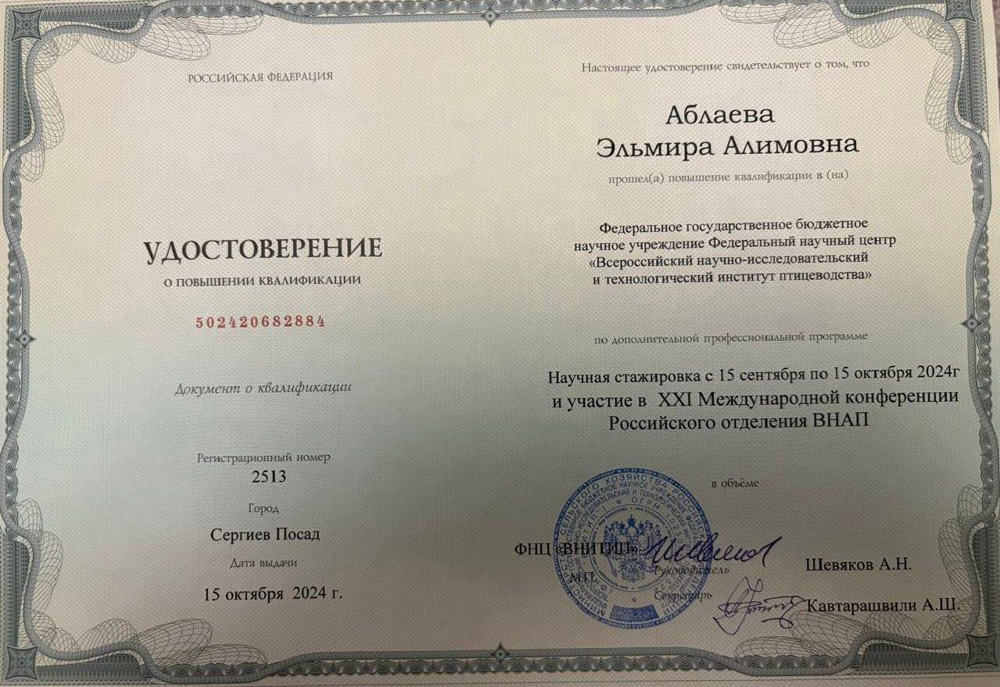 РОССИЙСКАЯ ФЕДЕРАЦИЯ
УДОСТОВЕРЕНИЕ
О ПОВЫШЕНИИ КВАЛИФИКАЦИИ
502420682884
Документ о квалификации
Регистрационный номер
2513
Город
Сергиев Посад
Дата выдачи
15 октября 2024 г.
Настоящее удостоверение свидетельствует о том, что
Аблаева
Эльмира Алимовна
прошел(а) повышение квалификации в (на)
Федеральное государственное бюджетное
научное учреждение Федеральный научный центр
«Всероссийский научно-исследовательский
и технологический институт птицеводства»
по дополнительной профессиональной программе
Научная стажировка с 15 сентября по 15 октября 2024г
и участие в XXI Международной конференции
Российского отделения ВНАП
в объёме
ФНЦ «ВНИТИП»
М.П.
Руководитель
Шевяков А.Н.
Секретарь
Кавтарашвили А.Ш.